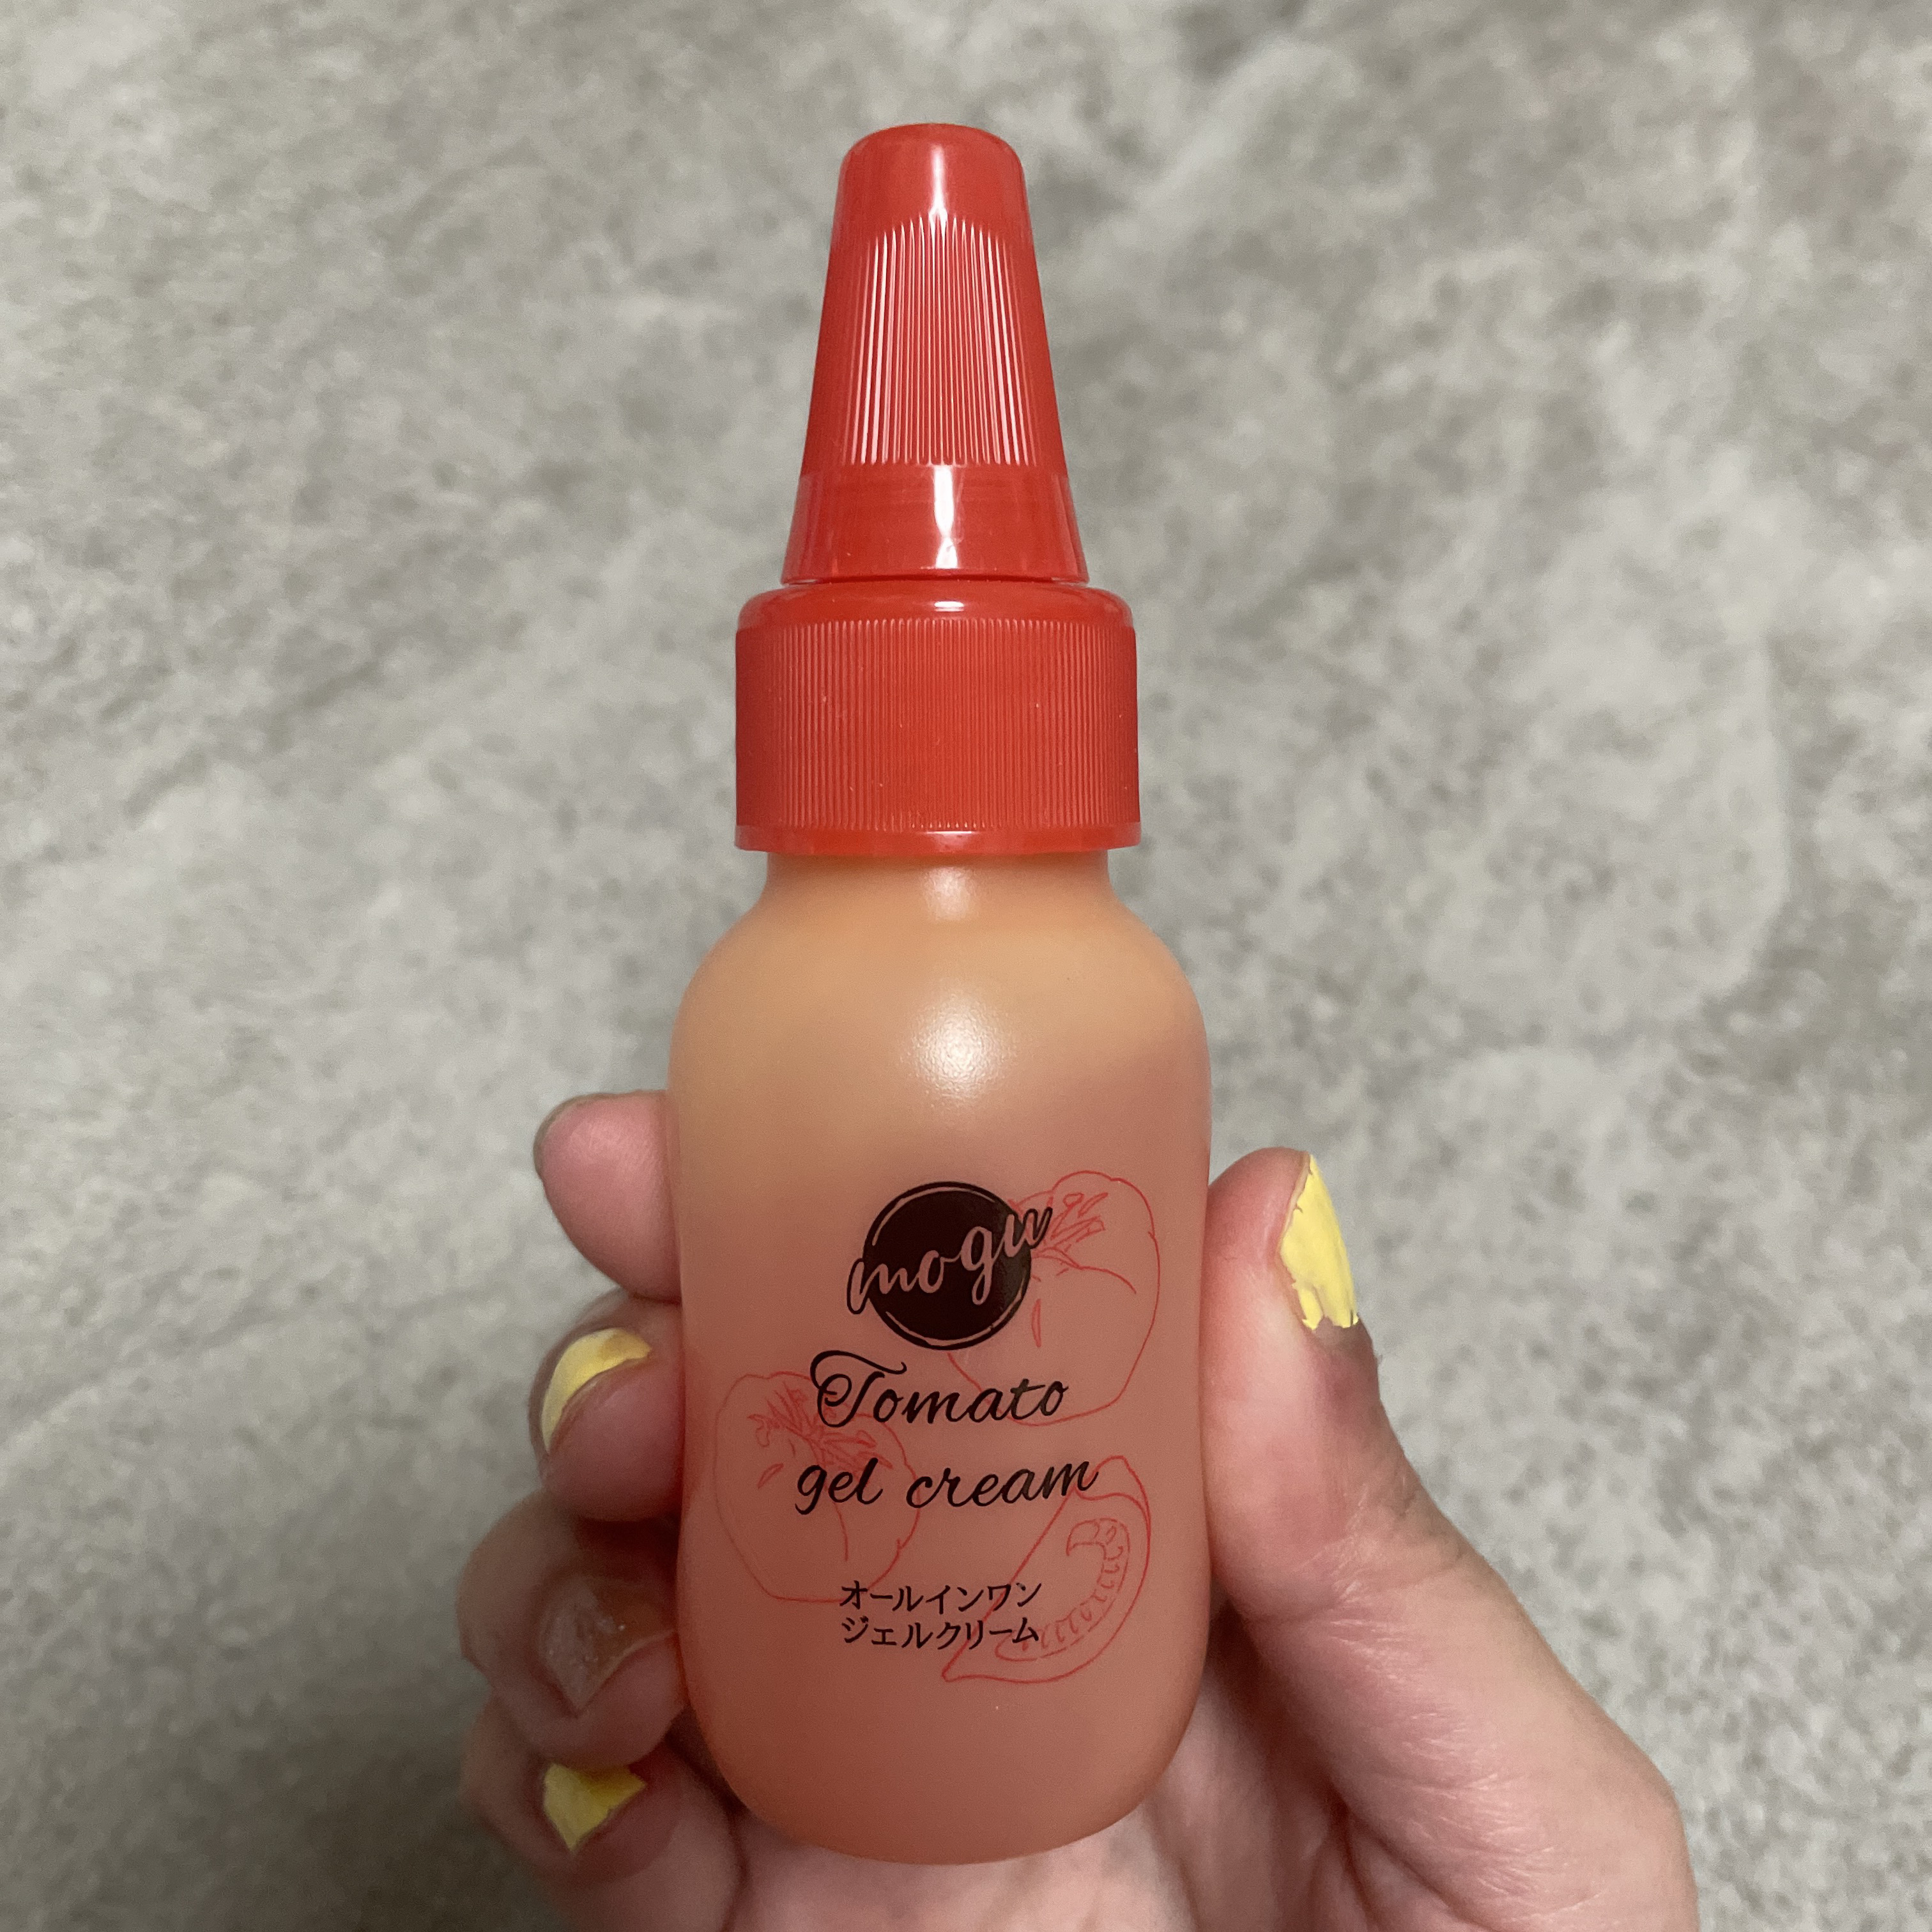 mogu
Tomato
gel cream
オールインワン
ジェルクリーム